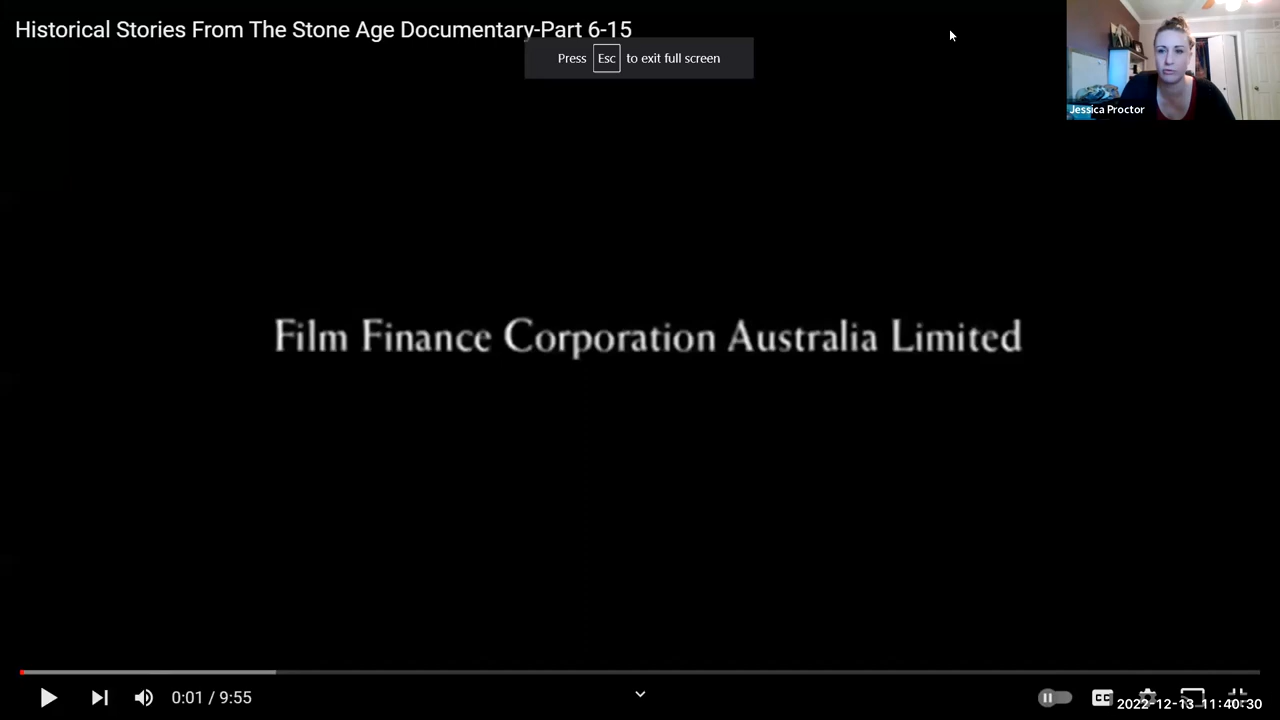 Historical Stories From The Stone Age Documentary-Part 6-15
Press Esc to exit full screen
Jessica Proctor
Film Finance Corporation Australia Limited
0:01 / 9:55
CC
2022-12-13 11:40:30